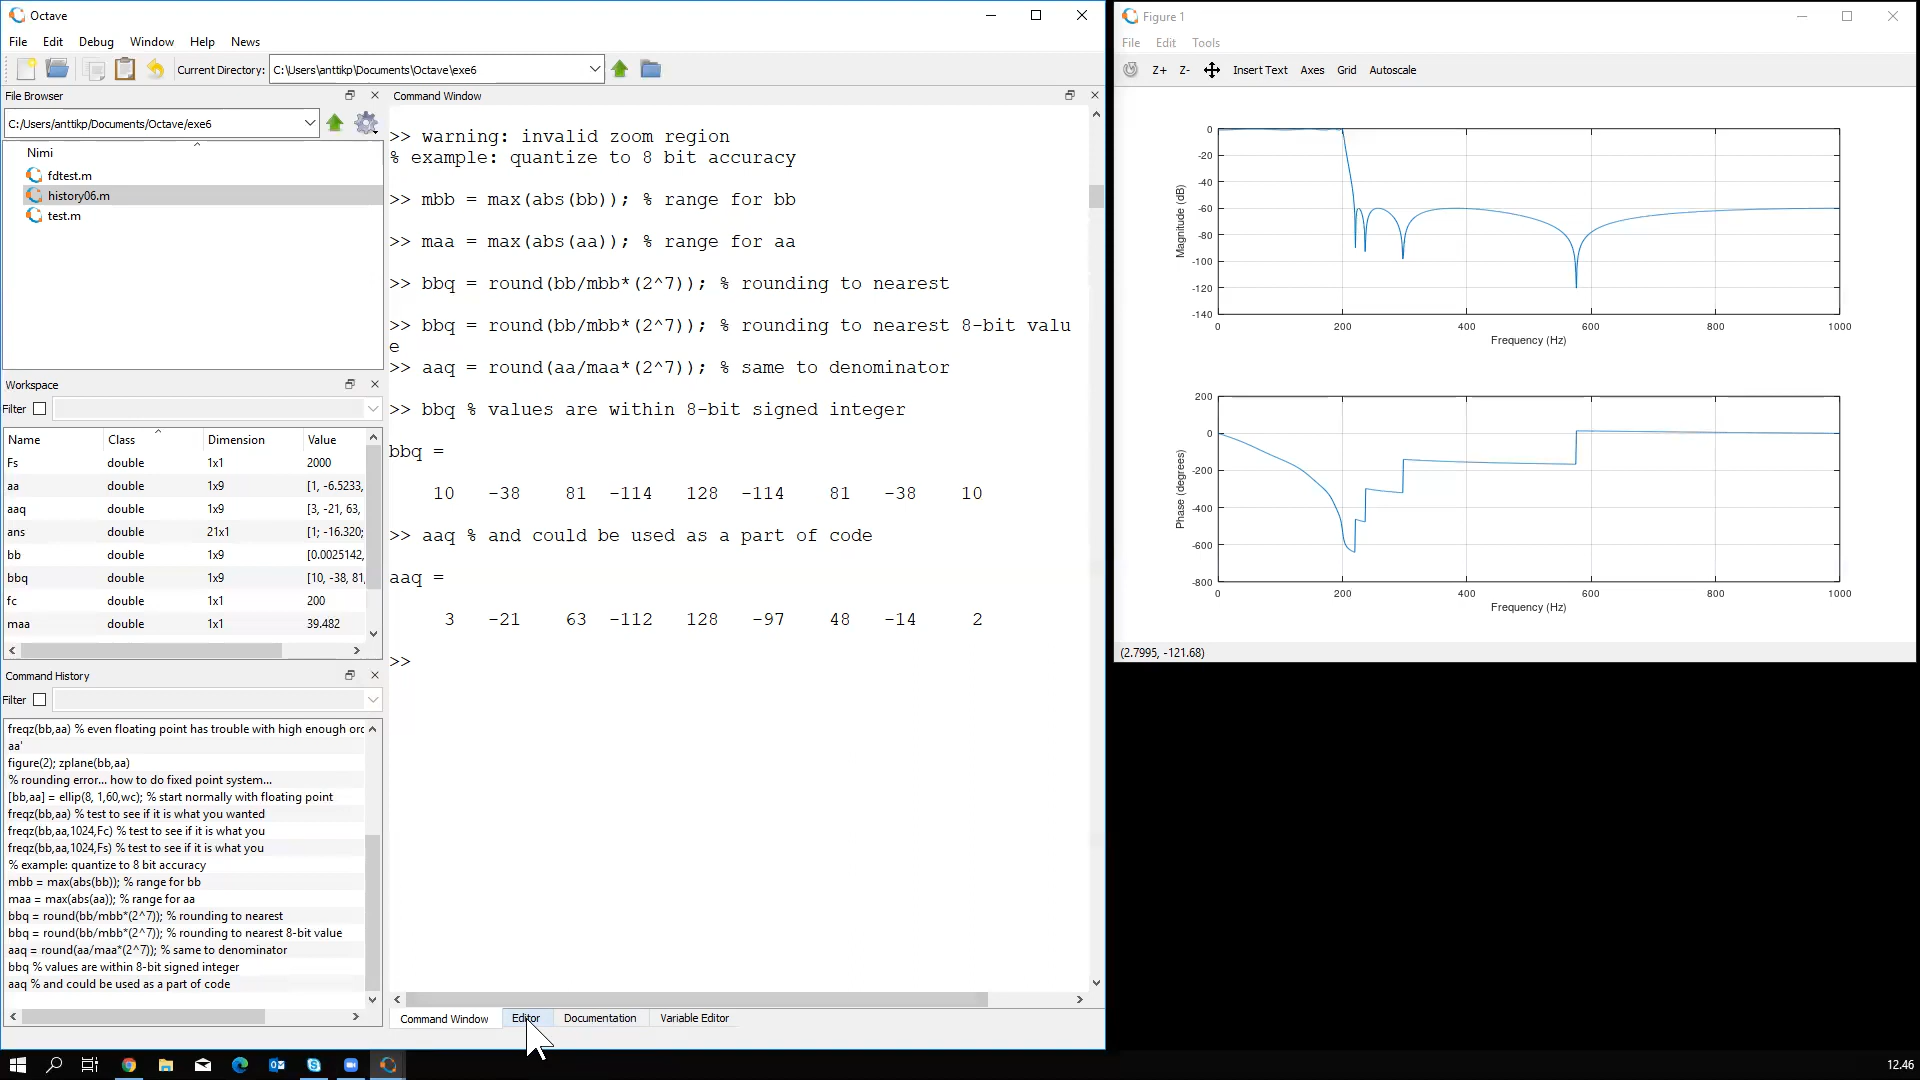 Octave
File Edit Debug Window Help News
Current Directory: C:\Users\anttikp\Documents\Octave\exe6
File Browser
C:/Users/anttikp/Documents/Octave/exe6
Nimi
fdtest.m
history06.m
test.m
Workspace
Filter
Name Class Dimension Value
Fs double 1x1 2000
aa double 1x9 [1, -6.5233,
aaq double 1x9 [3, -21, 63,
ans double 21x1 [1; -16.320;
bb double 1x9 [0.0025142,
bbq double 1x9 [10, -38, 81,
fc double 1x1 200
maa double 1x1 39.482
Command History
Filter
freqz(bb,aa) % even floating point has trouble with high enough orc
aa'
figure(2); zplane(bb,aa)
% rounding error... how to do fixed point system...
[bb,aa] = ellip(8, 1,60,wc); % start normally with floating point
freqz(bb,aa) % test to see if it is what you wanted
freqz(bb,aa,1024,Fc) % test to see if it is what you
freqz(bb,aa,1024,Fs) % test to see if it is what you
% example: quantize to 8 bit accuracy
mbb = max(abs(bb)); % range for bb
maa = max(abs(aa)); % range for aa
bbq = round(bb/mbb*(2^7)); % rounding to nearest
bbq = round(bb/mbb*(2^7)); % rounding to nearest 8-bit value
aaq = round(aa/maa*(2^7)); % same to denominator
bbq % values are within 8-bit signed integer
aaq % and could be used as a part of code
Command Window
>> warning: invalid zoom region
% example: quantize to 8 bit accuracy
>> mbb = max(abs(bb)); % range for bb
>> maa = max(abs(aa)); % range for aa
>> bbq = round(bb/mbb*(2^7)); % rounding to nearest
>> bbq = round(bb/mbb*(2^7)); % rounding to nearest 8-bit valu
e
>> aaq = round(aa/maa*(2^7)); % same to denominator
>> bbq % values are within 8-bit signed integer
bbq =
10 -38 81 -114 128 -114 81 -38 10
>> aaq % and could be used as a part of code
aaq =
3 -21 63 -112 128 -97 48 -14 2
>>
Command Window Editor Documentation Variable Editor
Figure 1
File Edit Tools
Z+ Z- Insert Text Axes Grid Autoscale
0
-20
-40
-60
-80
-100
-120
-140
Magnitude (dB)
0 200 400 600 800 1000
Frequency (Hz)
200
0
-200
-400
-600
-800
Phase (degrees)
0 200 400 600 800 1000
Frequency (Hz)
(2.7995, -121.68)
12.46